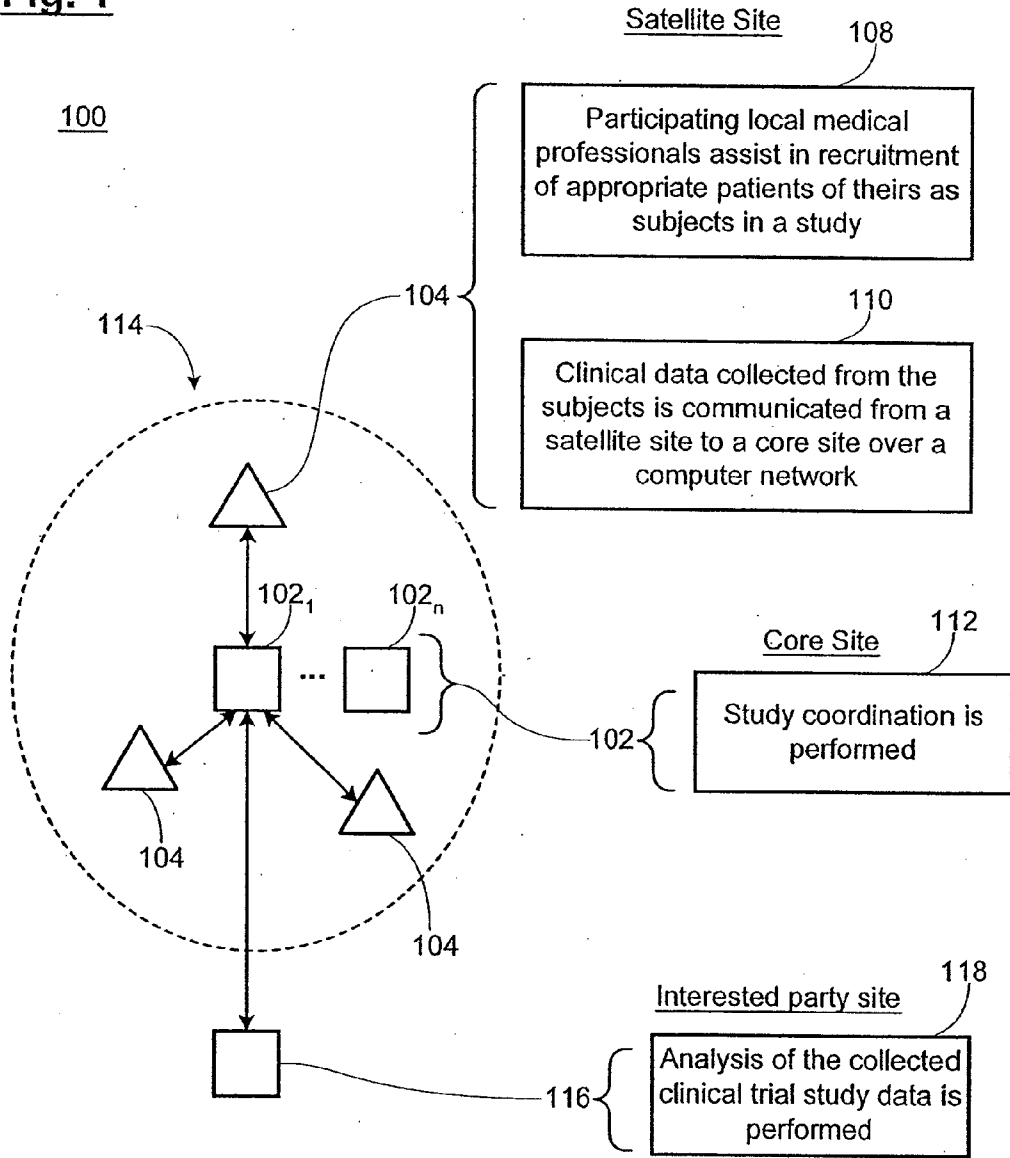 Fig. 1
Satellite Site
108
100
Participating local medical
professionals assist in recruitment
of appropriate patients of theirs as
subjects in a study
104
110
114
Clinical data collected from the
subjects is communicated from a
satellite site to a core site over a
computer network
102₁
102ₙ
...
Core Site
112
102
Study coordination is
performed
104
104
Interested party site
118
116
Analysis of the collected
clinical trial study data is
performed